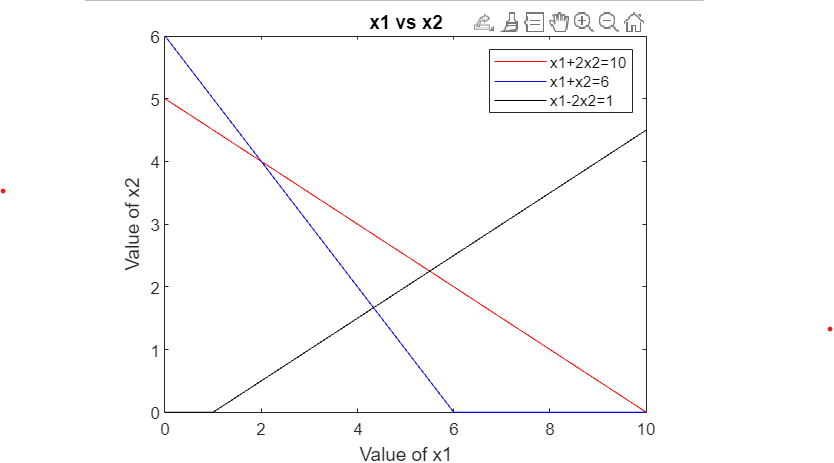 x1 vs x2
x1+2x2=10
x1+x2=6
x1-2x2=1
6
5
4
3
2
1
0
Value of x2
0 2 4 6 8 10
Value of x1